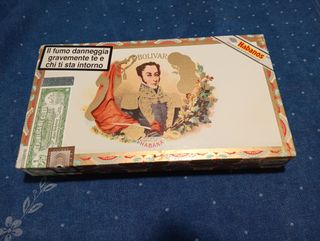 Il fumo danneggia
gravemente te e
chi ti sta intorno
BOLIVAR
Habanos
HABANA